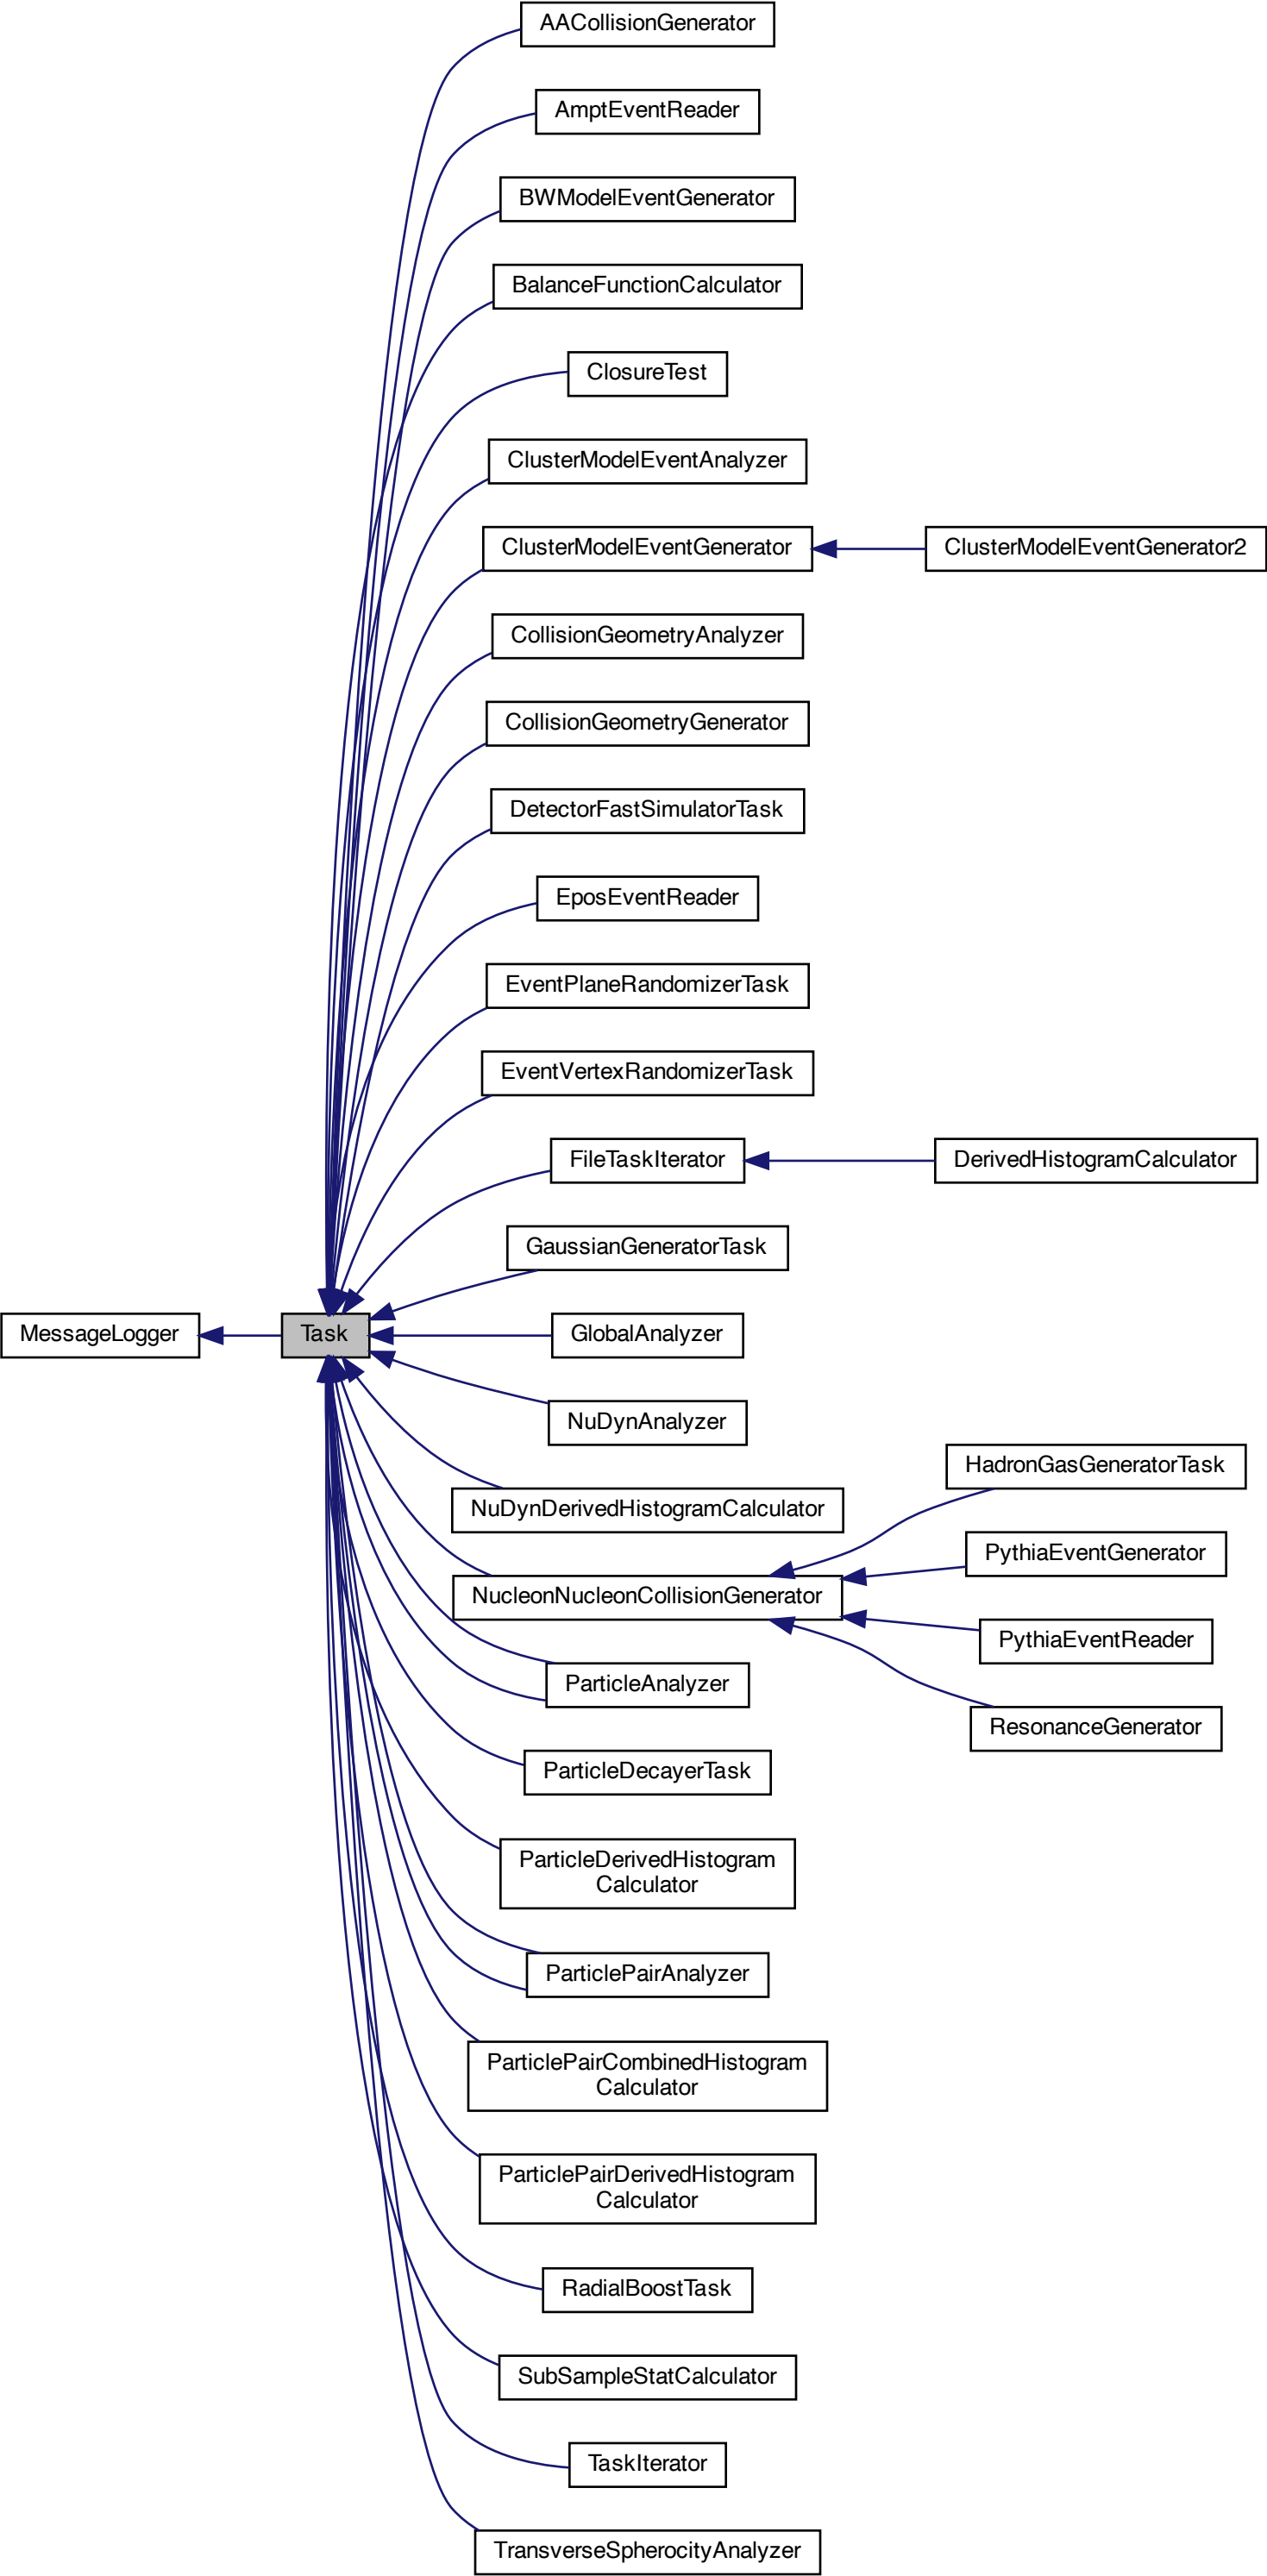 AACollisionGenerator
AmptEventReader
BWModelEventGenerator
BalanceFunctionCalculator
ClosureTest
ClusterModelEventAnalyzer
ClusterModelEventGenerator
ClusterModelEventGenerator2
CollisionGeometryAnalyzer
CollisionGeometryGenerator
DetectorFastSimulatorTask
EposEventReader
EventPlaneRandomizerTask
EventVertexRandomizerTask
FileTaskIterator
DerivedHistogramCalculator
GaussianGeneratorTask
MessageLogger
Task
GlobalAnalyzer
NuDynAnalyzer
HadronGasGeneratorTask
NuDynDerivedHistogramCalculator
PythiaEventGenerator
NucleonNucleonCollisionGenerator
PythiaEventReader
ParticleAnalyzer
ResonanceGenerator
ParticleDecayerTask
ParticleDerivedHistogram
Calculator
ParticlePairAnalyzer
ParticlePairCombinedHistogram
Calculator
ParticlePairDerivedHistogram
Calculator
RadialBoostTask
SubSampleStatCalculator
TaskIterator
TransverseSpherocityAnalyzer